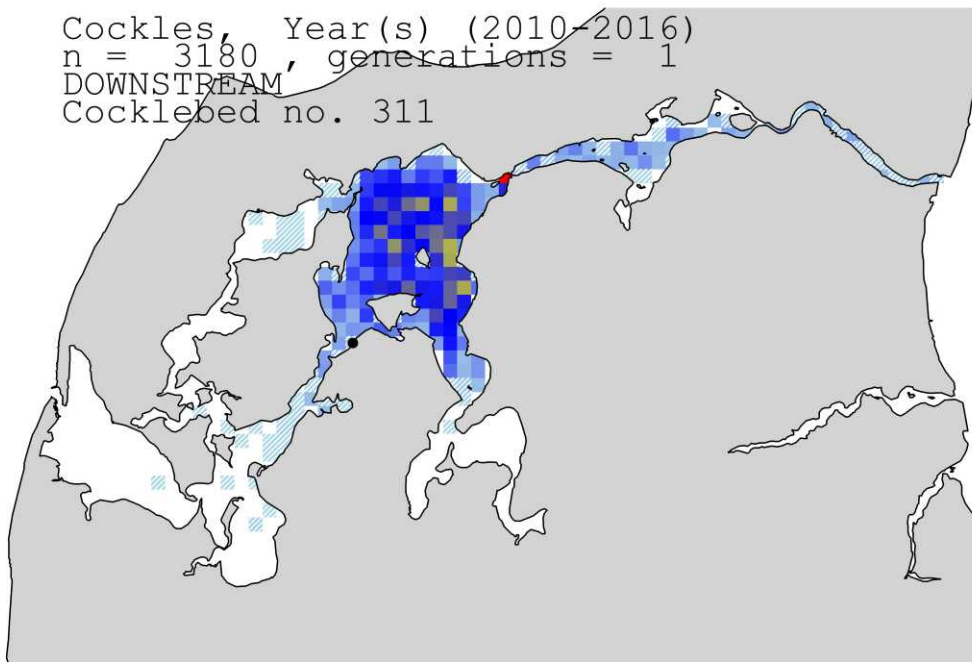 Cockles, Year(s) (2010-2016)
n = 3180 , generations = 1
DOWNSTREAM
Cocklebed no. 311